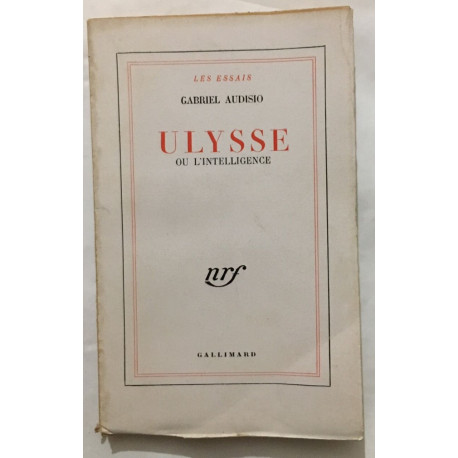 LES ESSAIS
GABRIEL AUDISIO
ULYSSE
OU L'INTELLIGENCE
nrf
GALLIMARD